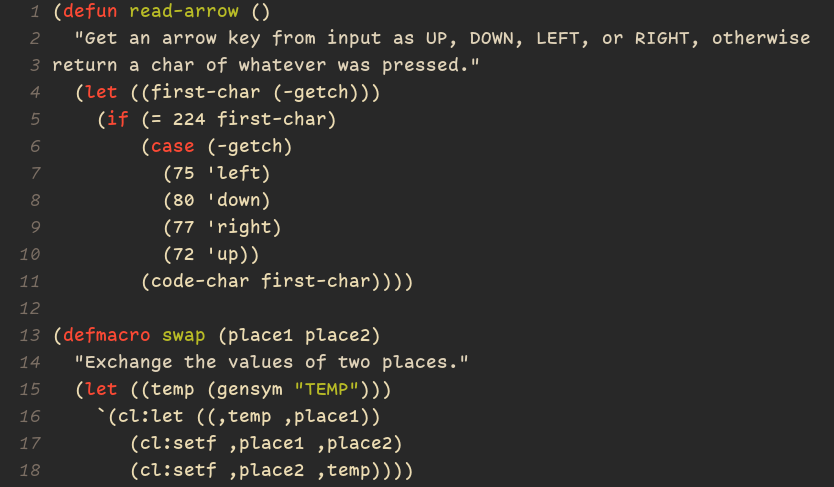 1 (defun read-arrow ()
2   "Get an arrow key from input as UP, DOWN, LEFT, or RIGHT, otherwise
3 return a char of whatever was pressed."
4   (let ((first-char (-getch)))
5     (if (= 224 first-char)
6         (case (-getch)
7           (75 'left)
8           (80 'down)
9           (77 'right)
10           (72 'up))
11         (code-char first-char))))
12
13 (defmacro swap (place1 place2)
14   "Exchange the values of two places."
15   (let ((temp (gensym "TEMP")))
16     `(cl:let ((,temp ,place1))
17        (cl:setf ,place1 ,place2)
18        (cl:setf ,place2 ,temp))))